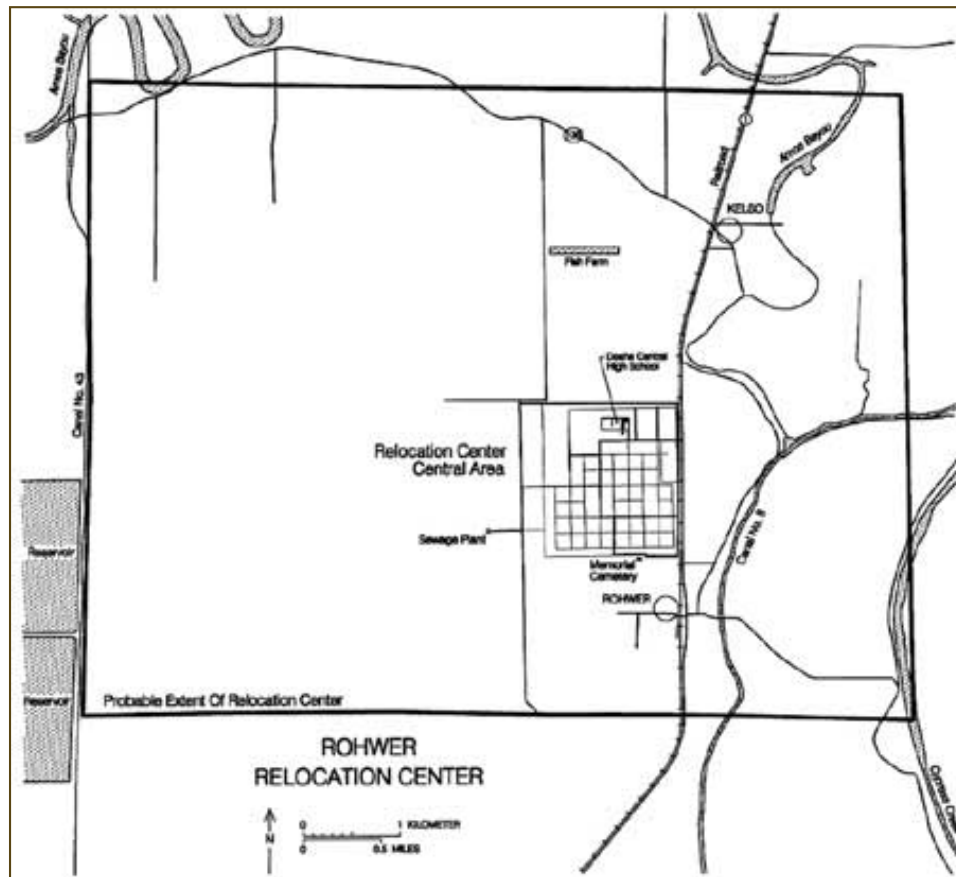 Amos Bayou
Railroad
Amos Bayou
KELSO
Fish Farm
Desha Central
High School
Canal No. 43
Relocation Center
Central Area
Sewage Plant
Canal No. 8
Reservoir
Memorial
Cemetery
ROHWER
Reservoir
Probable Extent Of Relocation Center
ROHWER
RELOCATION CENTER
Cypress Creek
N
0 1 KILOMETER
0 0.5 MILES